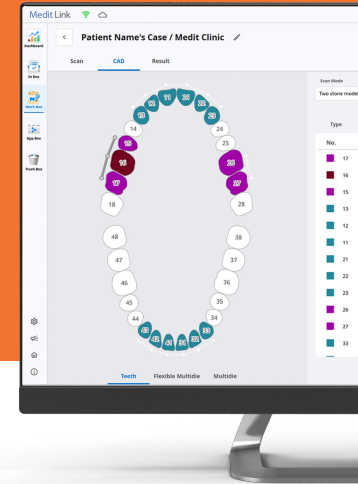 Medit Link
Dashboard
In Box
Work Box
App Box
Trash Box
Patient Name's Case / Medit Clinic
Scan CAD Result
11 21
12 22
13 23
14 24
15 25
16 26
17 27
18 28
48 38
47 37
46 36
45 35
44 34
43 33
42 41 31 32
Teeth Flexible Multidie Multidie
Scan Mode
Two stone model
Type
No.
17
16
15
13
12
11
21
22
23
26
27
33